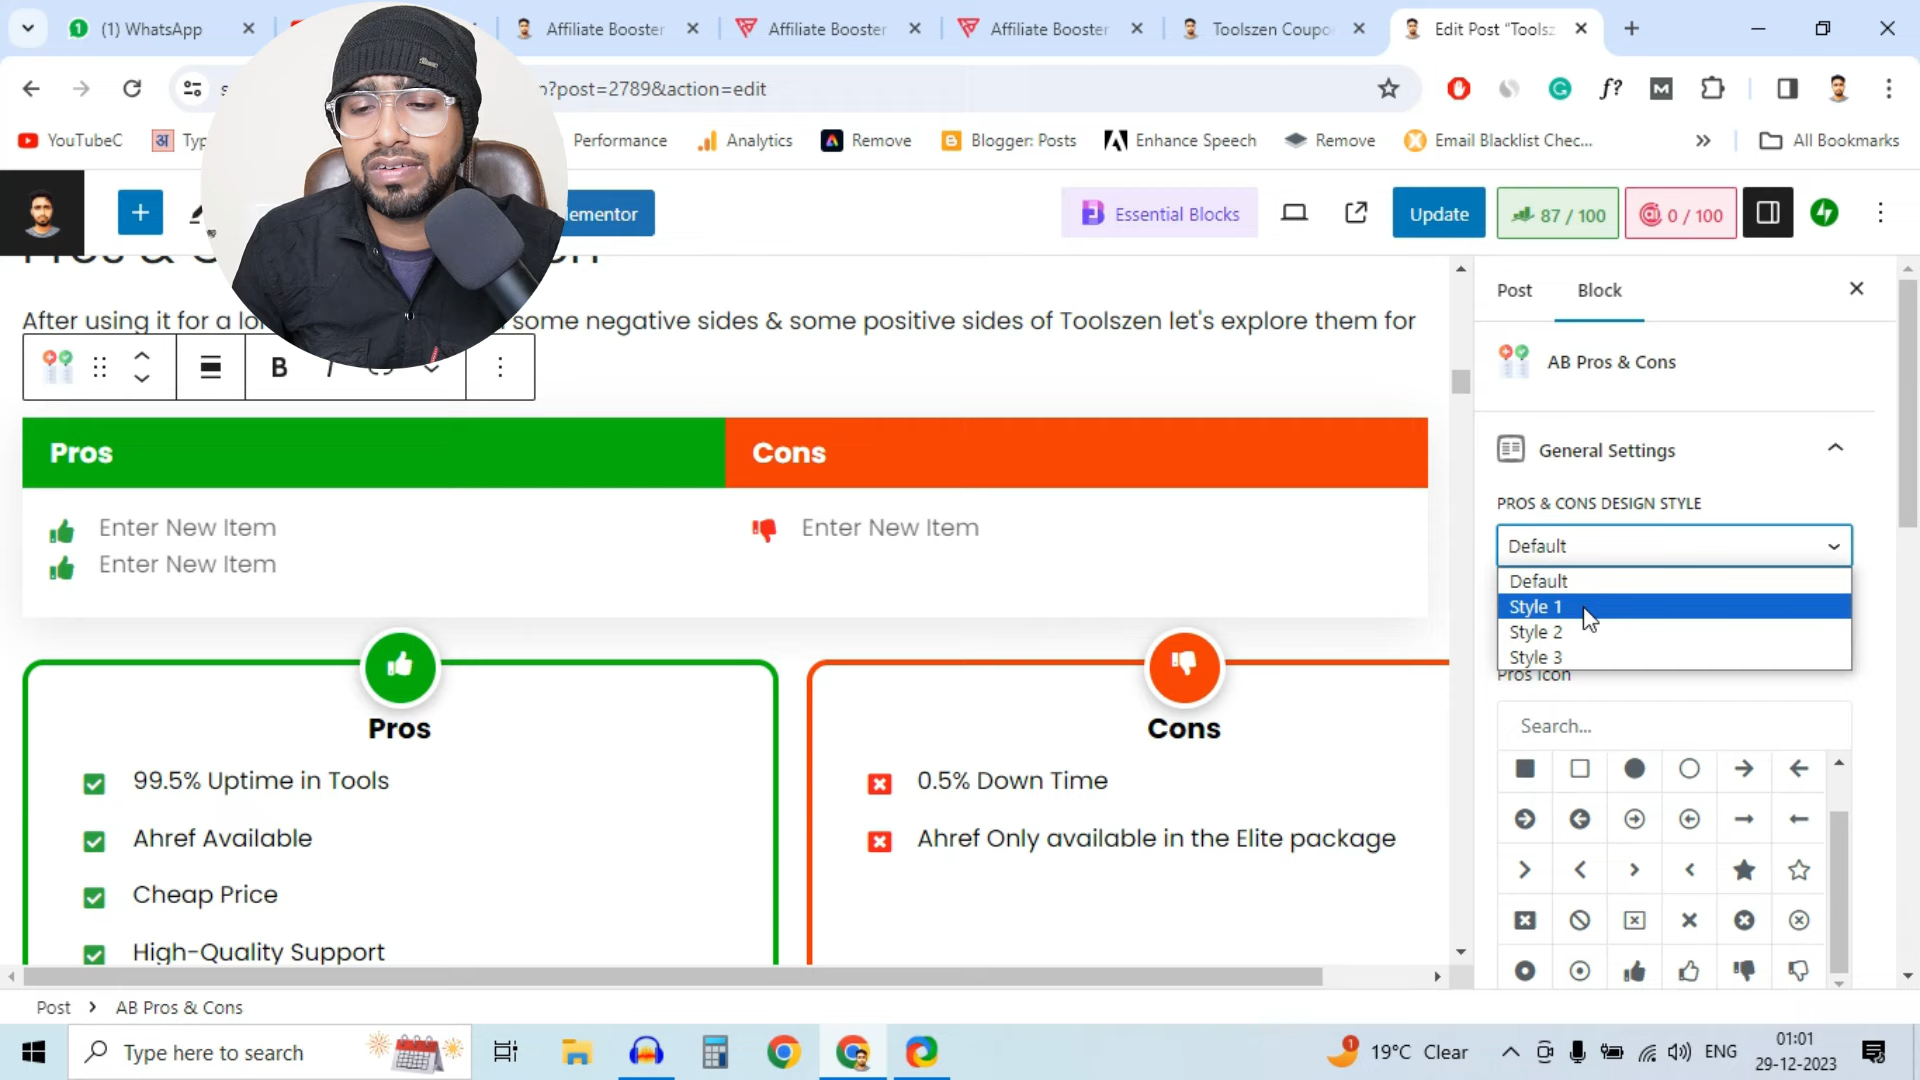 (1) WhatsApp
Affiliate Booster
Affiliate Booster
Affiliate Booster
Toolszen Coupo
Edit Post "Toolsz
?post=2789&action=edit
YouTubeC
Performance
Analytics
Remove
Blogger: Posts
Enhance Speech
Remove
Email Blacklist Chec...
All Bookmarks
Essential Blocks
Update
87 / 100
0 / 100
Post
Block
After using it for a
some negative sides & some positive sides of Toolszen let's explore them for
B
AB Pros & Cons
Pros
Cons
General Settings
PROS & CONS DESIGN STYLE
Enter New Item
Enter New Item
Enter New Item
Default
Default
Style 1
Style 2
Style 3
Pros Icon
Search...
Pros
99.5% Uptime in Tools
Ahref Available
Cheap Price
High-Quality Support
Cons
0.5% Down Time
Ahref Only available in the Elite package
Post
AB Pros & Cons
Type here to search
1
19°C Clear
ENG
01:01
29-12-2023